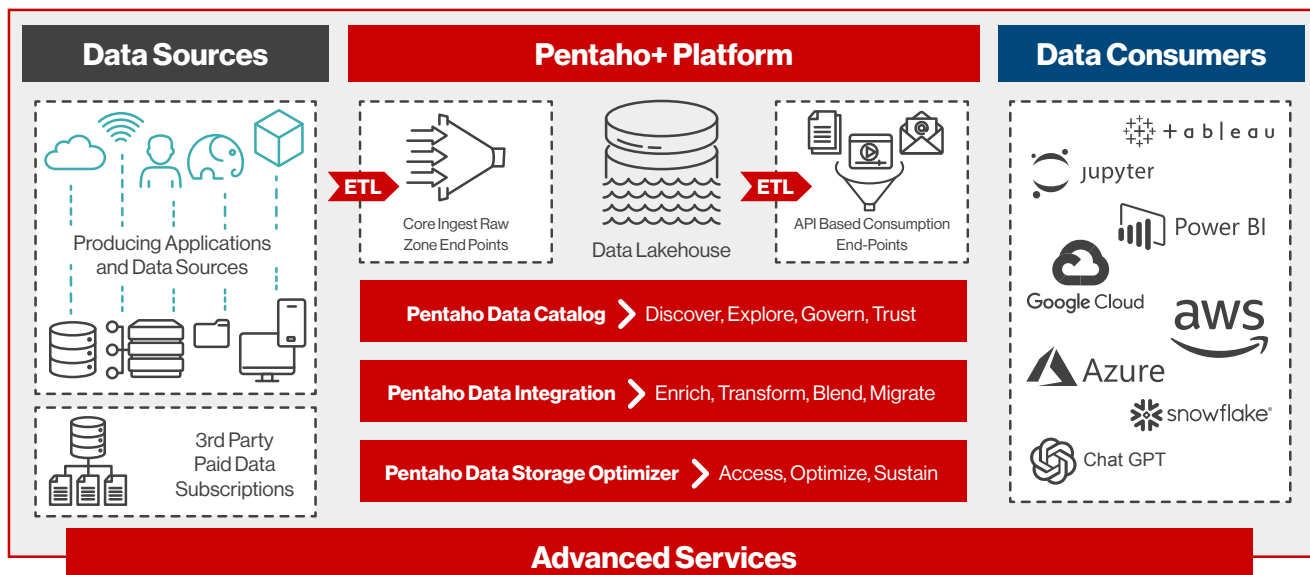 Data Sources
Pentaho+ Platform
Data Consumers
Producing Applications
and Data Sources
3rd Party
Paid Data
Subscriptions
ETL
Core Ingest Raw
Zone End Points
Data Lakehouse
ETL
@
API Based Consumption
End-Points
Pentaho Data Catalog > Discover, Explore, Govern, Trust
Pentaho Data Integration > Enrich, Transform, Blend, Migrate
Pentaho Data Storage Optimizer > Access, Optimize, Sustain
+ableau
jupyter
Power BI
Google Cloud
aws
Azure
snowflake®
Chat GPT
Advanced Services